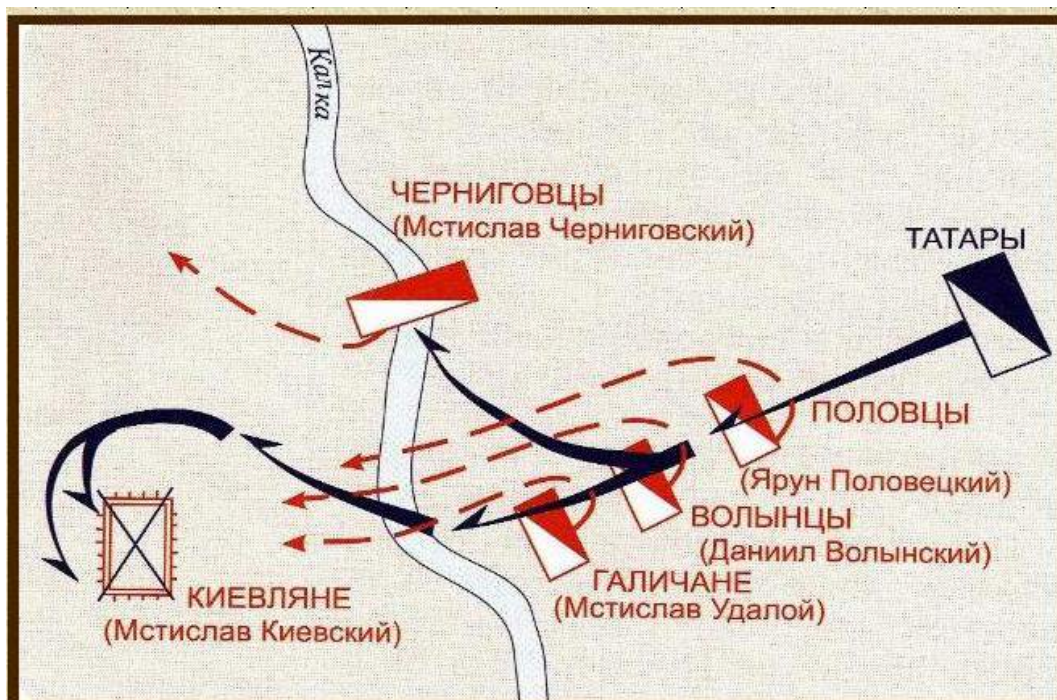 Калка
ЧЕРНИГОВЦЫ
(Мстислав Черниговский)
ТАТАРЫ
ПОЛОВЦЫ
(Ярун Половецкий)
ВОЛЫНЦЫ
(Даниил Волынский)
ГАЛИЧАНЕ
(Мстислав Удалой)
КИЕВЛЯНЕ
(Мстислав Киевский)